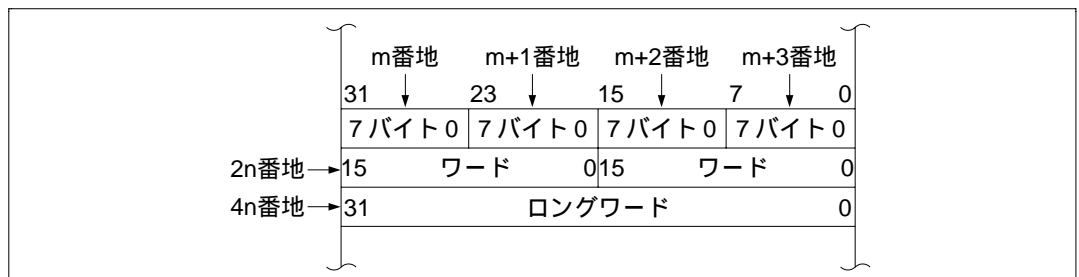 m番地 m+1番地 m+2番地 m+3番地
31 23 15 7 0
7 バイト 0 7 バイト 0 7 バイト 0 7 バイト 0
2n番地 15 ワード 0 15 ワード 0
4n番地 31 ロングワード 0